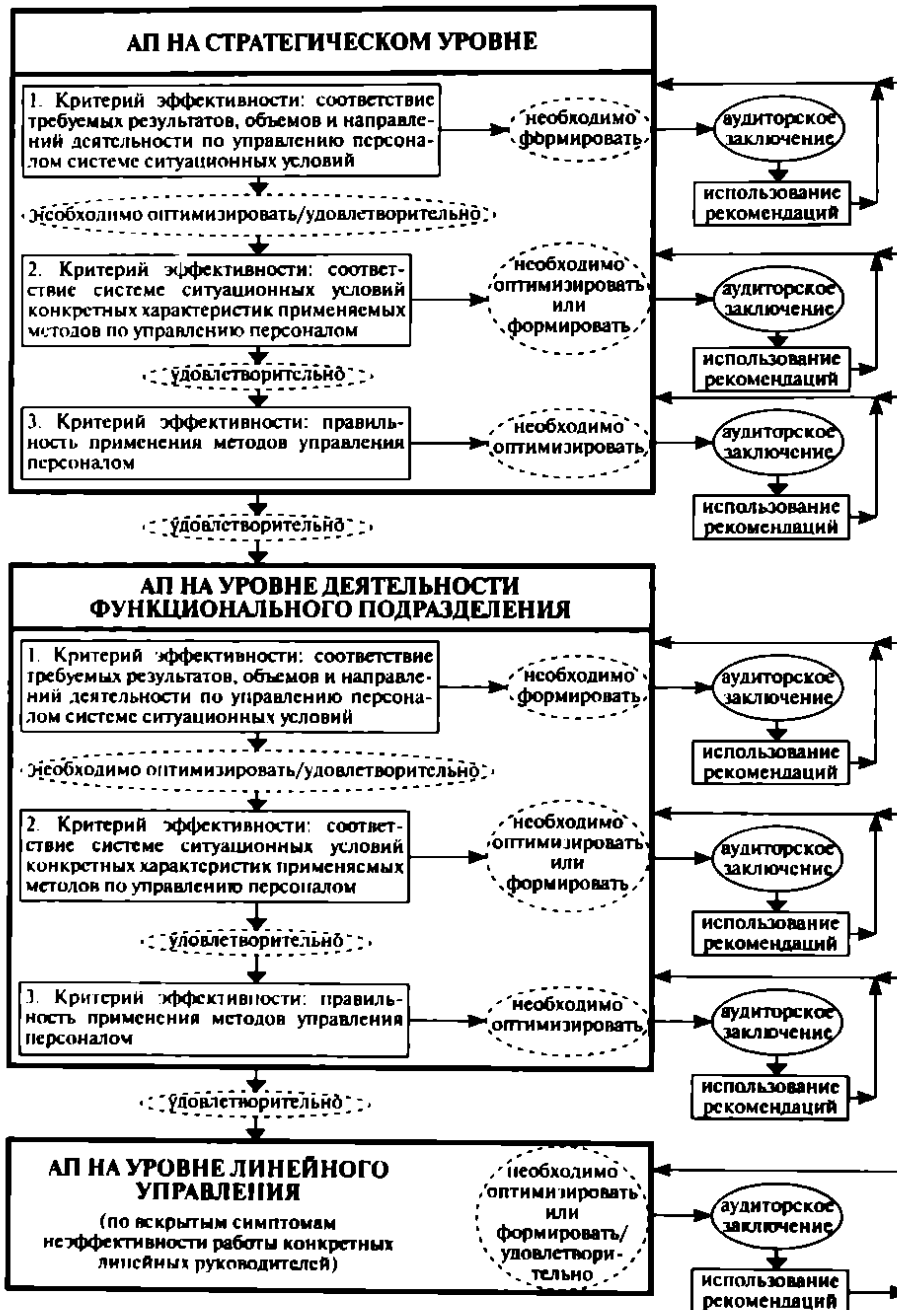 АП НА СТРАТЕГИЧЕСКОМ УРОВНЕ
1. Критерий эффективности: соответствие
требуемых результатов, объемов и направле-
ний деятельности по управлению персона-
лом системе ситуационных условий
необходимо
формировать
аудиторское
заключение
использование
рекомендаций
необходимо оптимизировать/удовлетворительно
2. Критерий эффективности: соответ-
ствие системе ситуационных условий
конкретных характеристик применяемых
методов по управлению персоналом
необходимо
оптимизировать
или
формировать
аудиторское
заключение
использование
рекомендаций
удовлетворительно
3. Критерий эффективности: правиль-
ность применения методов управления
персоналом
необходимо
оптимизировать
аудиторское
заключение
использование
рекомендаций
удовлетворительно
АП НА УРОВНЕ ДЕЯТЕЛЬНОСТИ
ФУНКЦИОНАЛЬНОГО ПОДРАЗДЕЛЕНИЯ
1. Критерий эффективности: соответствие
требуемых результатов, объемов и направле-
ний деятельности по управлению персона-
лом системе ситуационных условий
необходимо
формировать
аудиторское
заключение
использование
рекомендаций
необходимо оптимизировать/удовлетворительно
2. Критерий эффективности: соответ-
ствие системе ситуационных условий
конкретных характеристик применяемых
методов по управлению персоналом
необходимо
оптимизировать
или
формировать
аудиторское
заключение
использование
рекомендаций
удовлетворительно
3. Критерий эффективности: правиль-
ность применения методов управления
персоналом
необходимо
оптимизировать
аудиторское
заключение
использование
рекомендаций
удовлетворительно
АП НА УРОВНЕ ЛИНЕЙНОГО
УПРАВЛЕНИЯ
(по вскрытым симптомам
неэффективности работы конкретных
линейных руководителей)
необходимо
оптимизировать
или
формировать/
удовлетвори-
тельно
аудиторское
заключение
использование
рекомендаций